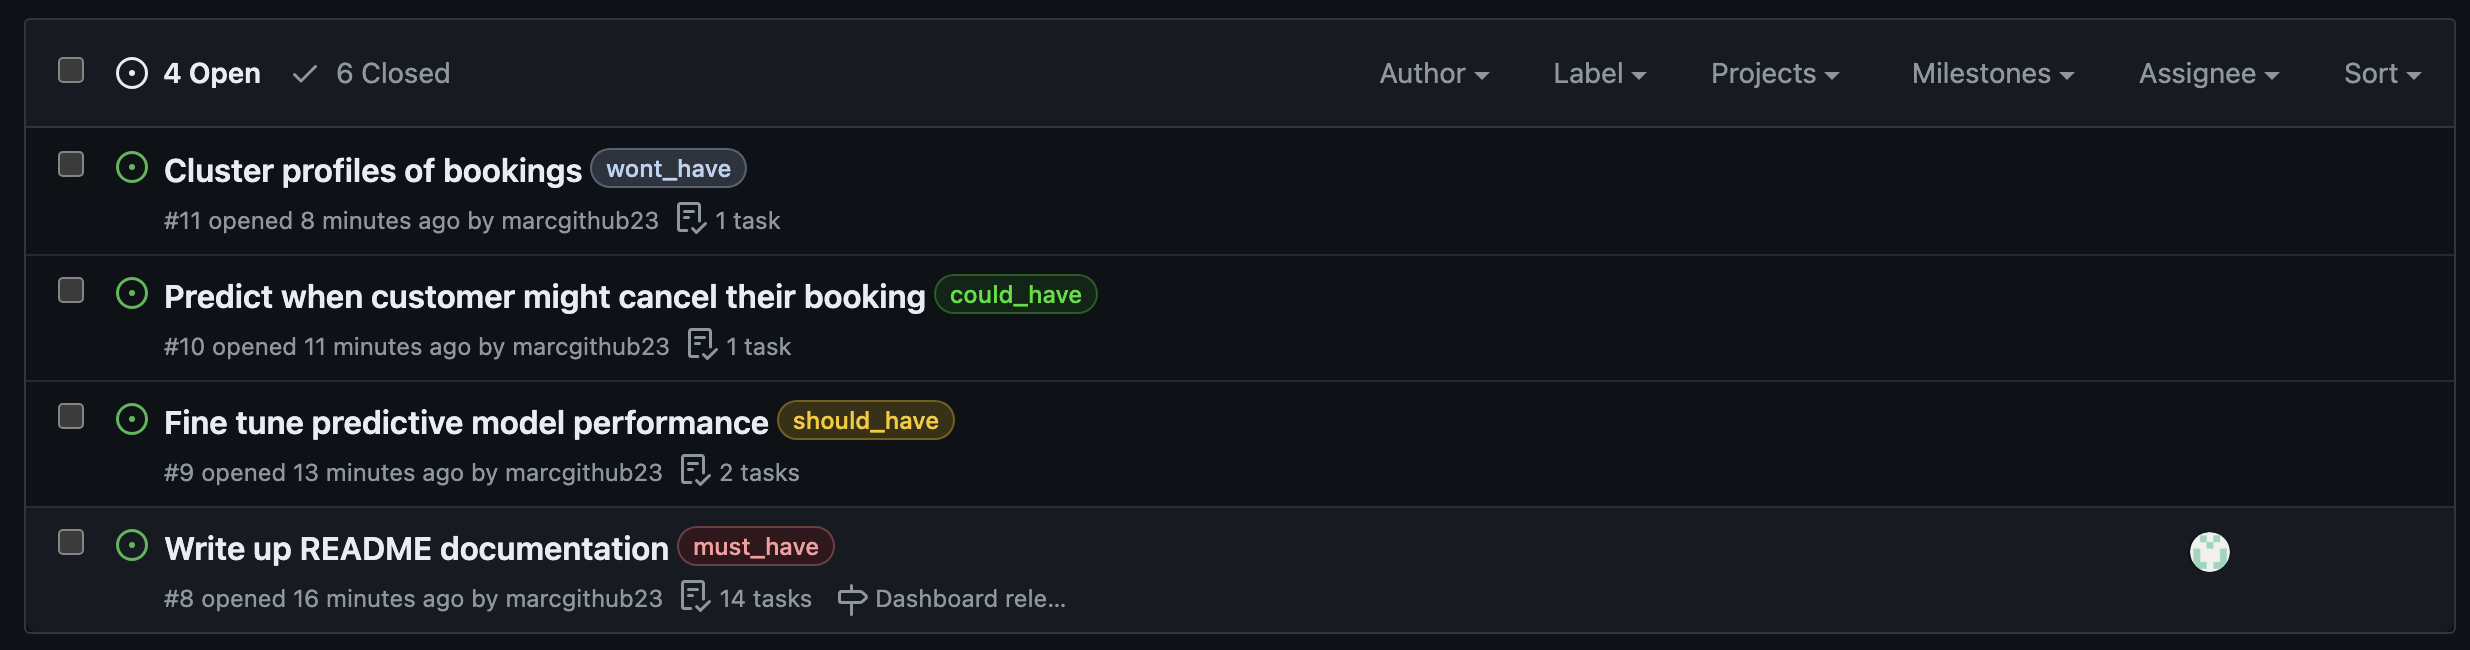 4 Open 6 Closed Author Label Projects Milestones Assignee Sort
Cluster profiles of bookings wont_have
#11 opened 8 minutes ago by marcgithub23 1 task
Predict when customer might cancel their booking could_have
#10 opened 11 minutes ago by marcgithub23 1 task
Fine tune predictive model performance should_have
#9 opened 13 minutes ago by marcgithub23 2 tasks
Write up README documentation must_have
#8 opened 16 minutes ago by marcgithub23 14 tasks Dashboard rele...